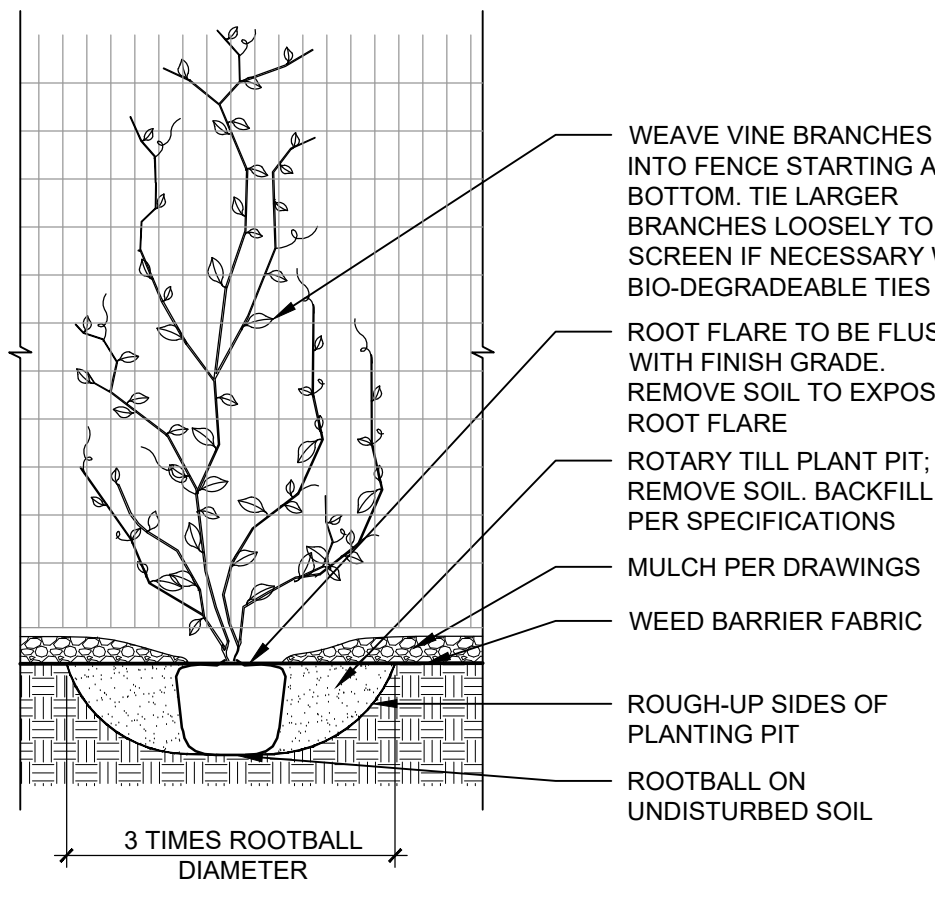 WEAVE VINE BRANCHES
INTO FENCE STARTING A
BOTTOM. TIE LARGER
BRANCHES LOOSELY TO
SCREEN IF NECESSARY W
BIO-DEGRADEABLE TIES
ROOT FLARE TO BE FLUS
WITH FINISH GRADE.
REMOVE SOIL TO EXPOS
ROOT FLARE
ROTARY TILL PLANT PIT;
REMOVE SOIL. BACKFILL
PER SPECIFICATIONS
MULCH PER DRAWINGS
WEED BARRIER FABRIC
ROUGH-UP SIDES OF
PLANTING PIT
ROOTBALL ON
UNDISTURBED SOIL
3 TIMES ROOTBALL
DIAMETER